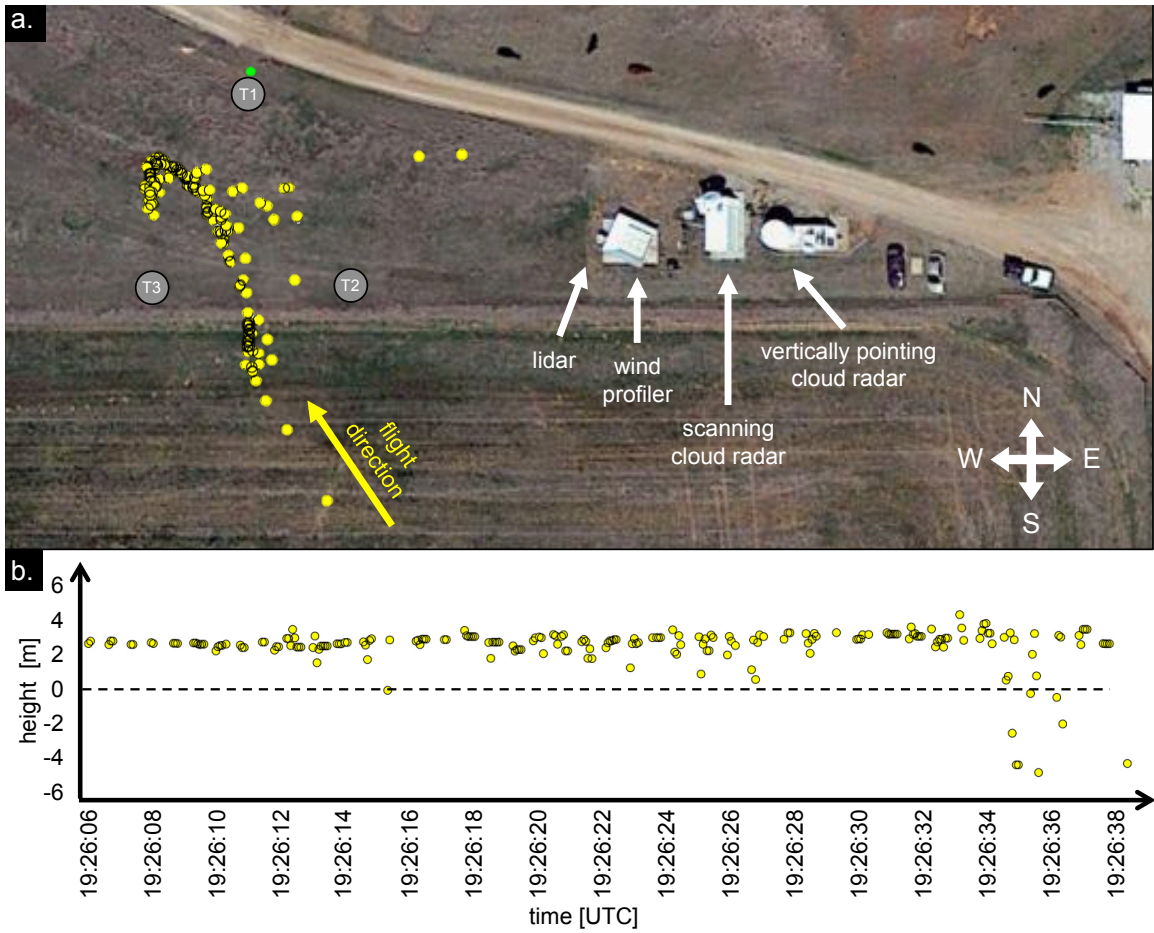 a.
T1
T3
T2
lidar
wind
profiler
scanning
cloud radar
vertically pointing
cloud radar
flight
direction
N
W
E
S
b.
6
4
2
0
-2
-4
-6
height [m]
19:26:06
19:26:08
19:26:10
19:26:12
19:26:14
19:26:16
19:26:18
19:26:20
19:26:22
19:26:24
19:26:26
19:26:28
19:26:30
19:26:32
19:26:34
19:26:36
19:26:38
time [UTC]